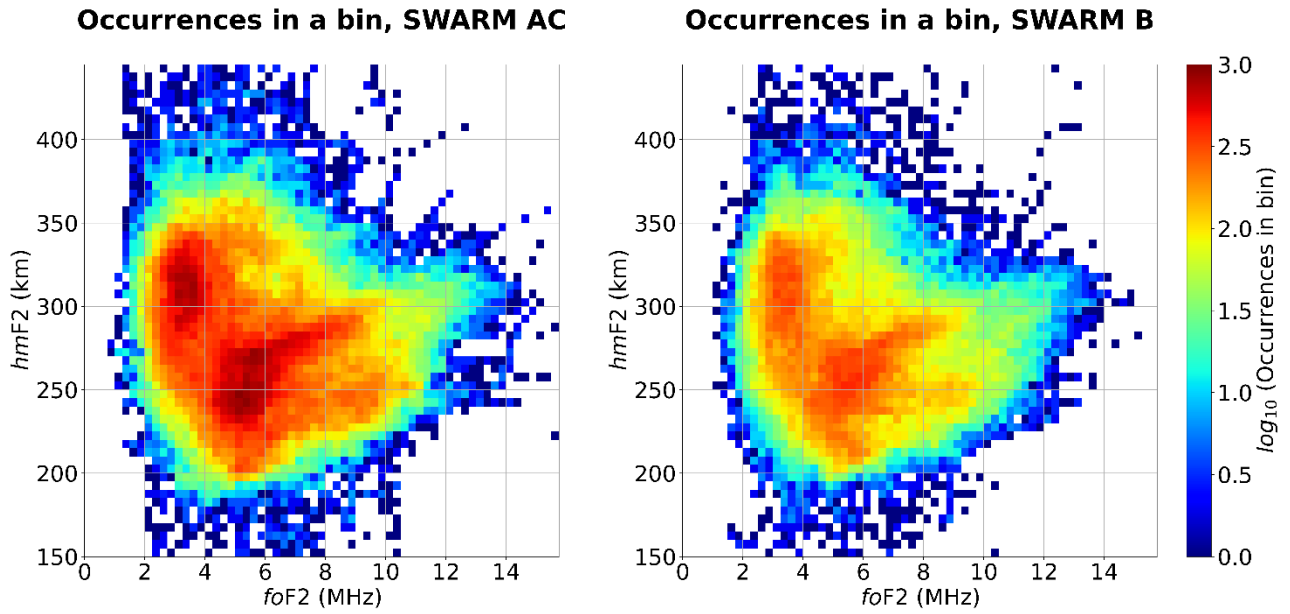 Occurrences in a bin, SWARM AC
400
350
300
250
200
150
hmF2 (km)
0 2 4 6 8 10 12 14
foF2 (MHz)
Occurrences in a bin, SWARM B
400
350
300
250
200
150
hmF2 (km)
0 2 4 6 8 10 12 14
foF2 (MHz)
3.0
2.5
2.0
1.5
1.0
0.5
0.0
log₁₀ (Occurrences in bin)